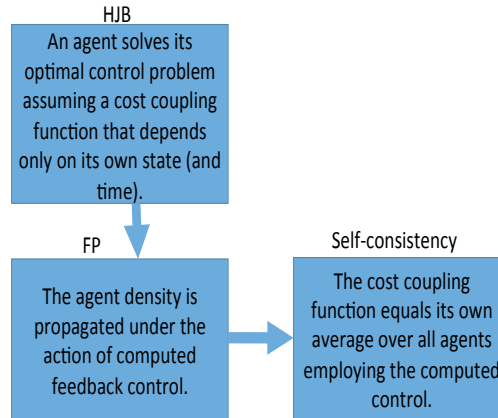 HJB
An agent solves its
optimal control problem
assuming a cost coupling
function that depends
only on its own state (and
time).
FP
The agent density is
propagated under the
action of computed
feedback control.
Self-consistency
The cost coupling
function equals its own
average over all agents
employing the computed
control.